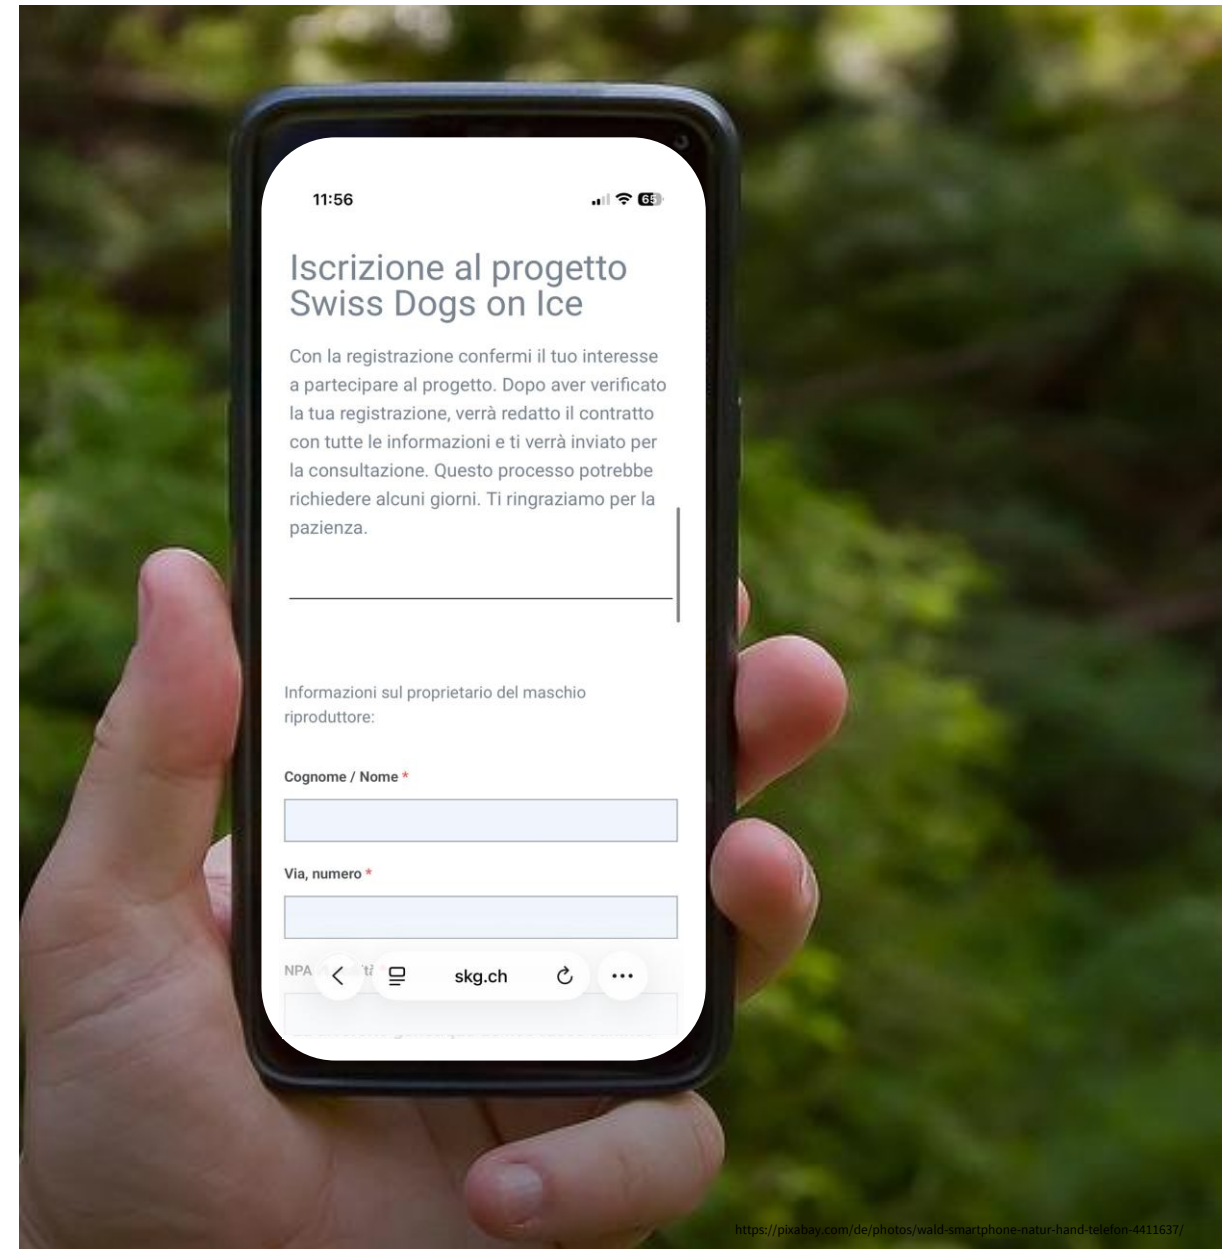 11:56
65
Iscrizione al progetto
Swiss Dogs on Ice
Con la registrazione confermi il tuo interesse
a partecipare al progetto. Dopo aver verificato
la tua registrazione, verrà redatto il contratto
con tutte le informazioni e ti verrà inviato per
la consultazione. Questo processo potrebbe
richiedere alcuni giorni. Ti ringraziamo per la
pazienza.
Informazioni sul proprietario del maschio
riproduttore:
Cognome / Nome *
Via, numero *
NPA
skg.ch
https://pixabay.com/de/photos/wald-smartphone-natur-hand-telefon-4411637/